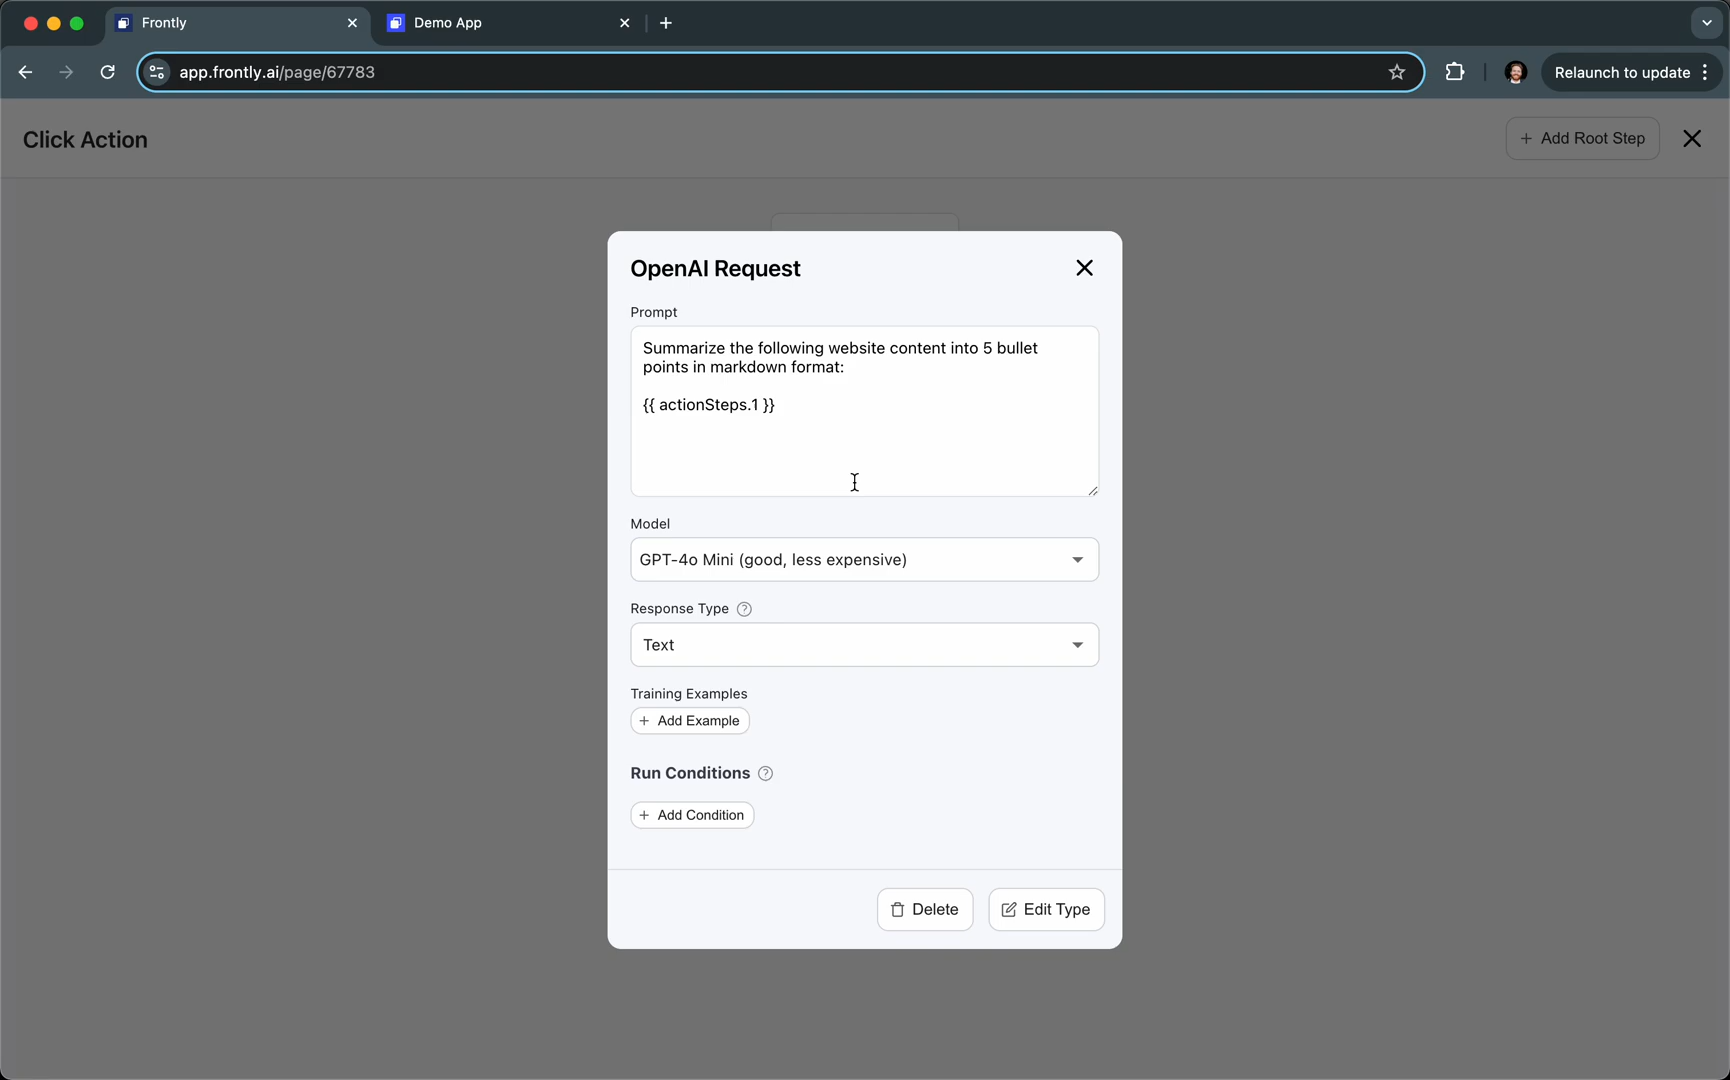 Frontly
Demo App
app.frontly.ai/page/67783
Relaunch to update
Click Action
Add Root Step
OpenAI Request
Prompt
Summarize the following website content into 5 bullet
points in markdown format:
{{ actionSteps.1 }}
Model
GPT-4o Mini (good, less expensive)
Response Type ?
Text
Training Examples
+ Add Example
Run Conditions ?
+ Add Condition
Delete
Edit Type